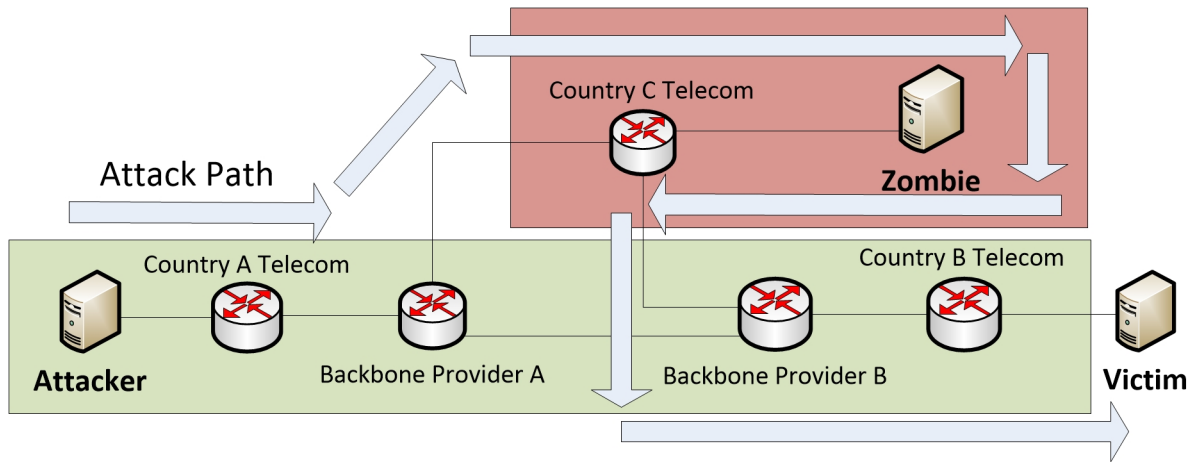 Country C Telecom
Zombie
Attack Path
Country A Telecom
Country B Telecom
Attacker
Backbone Provider A
Backbone Provider B
Victim